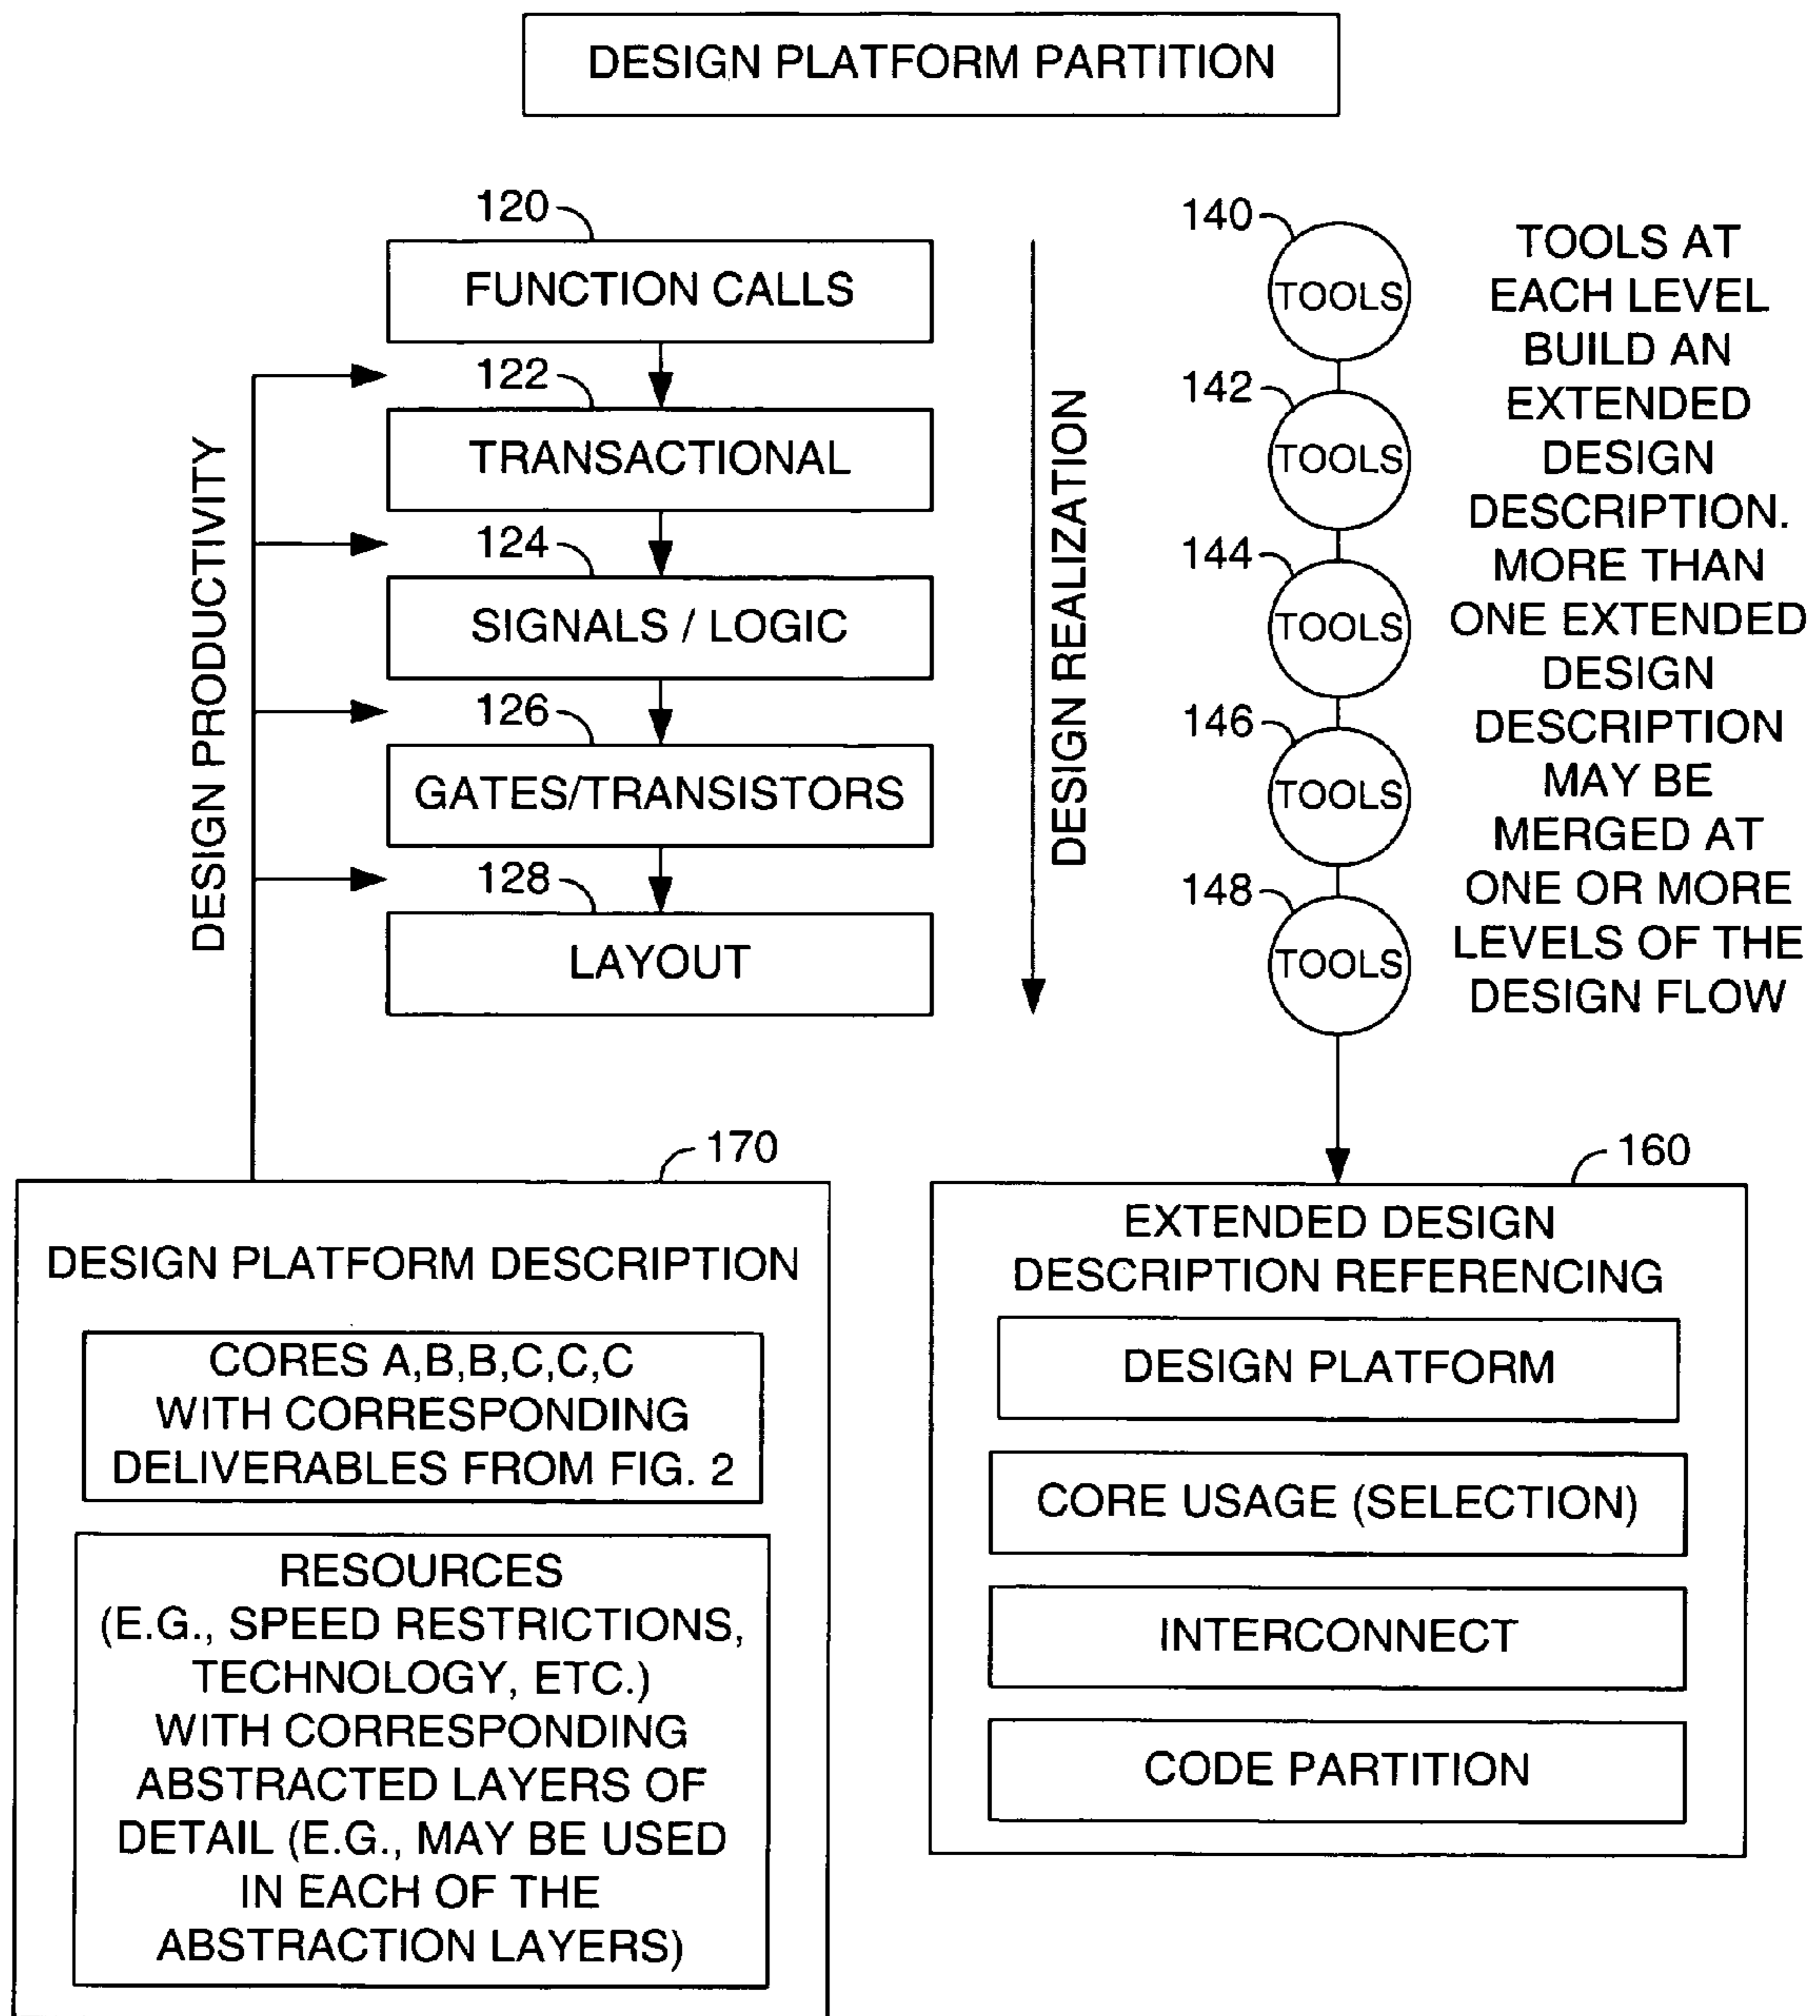 DESIGN PLATFORM PARTITION
120
FUNCTION CALLS
122
TRANSACTIONAL
124
SIGNALS / LOGIC
126
GATES/TRANSISTORS
128
LAYOUT
DESIGN PRODUCTIVITY
DESIGN REALIZATION
140
TOOLS
142
TOOLS
144
TOOLS
146
TOOLS
148
TOOLS
TOOLS AT
EACH LEVEL
BUILD AN
EXTENDED
DESIGN
DESCRIPTION.
MORE THAN
ONE EXTENDED
DESIGN
DESCRIPTION
MAY BE
MERGED AT
ONE OR MORE
LEVELS OF THE
DESIGN FLOW
170
DESIGN PLATFORM DESCRIPTION
CORES A,B,B,C,C,C
WITH CORRESPONDING
DELIVERABLES FROM FIG. 2
RESOURCES
(E.G., SPEED RESTRICTIONS,
TECHNOLOGY, ETC.)
WITH CORRESPONDING
ABSTRACTED LAYERS OF
DETAIL (E.G., MAY BE USED
IN EACH OF THE
ABSTRACTION LAYERS)
160
EXTENDED DESIGN
DESCRIPTION REFERENCING
DESIGN PLATFORM
CORE USAGE (SELECTION)
INTERCONNECT
CODE PARTITION